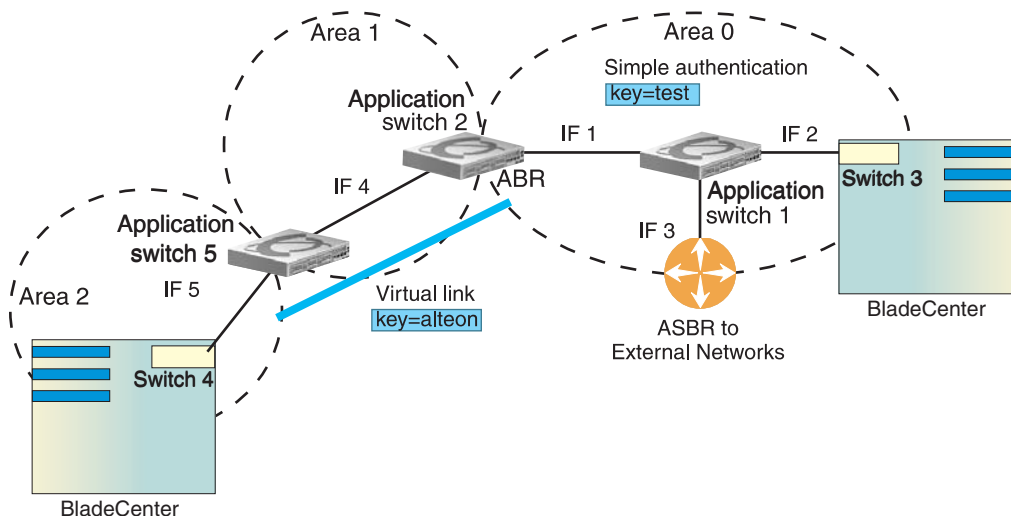 Area 1
Area 0
Simple authentication
key=test
Application
switch 2
IF 1
IF 2
ABR
Switch 3
IF 4
Application
switch 1
Application
switch 5
IF 3
Area 2
IF 5
Virtual link
key=alteon
BladeCenter
ASBR to
External Networks
Switch 4
BladeCenter